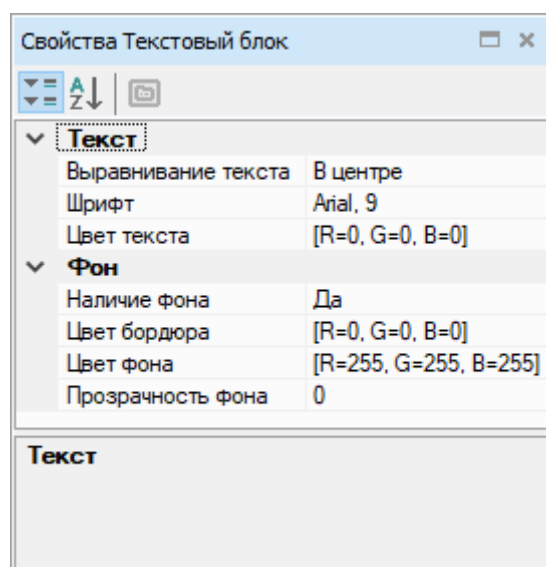 Свойства Текстовый блок
Текст
Выравнивание текста В центре
Шрифт Arial, 9
Цвет текста [R=0, G=0, B=0]
Фон
Наличие фона Да
Цвет бордюра [R=0, G=0, B=0]
Цвет фона [R=255, G=255, B=255]
Прозрачность фона 0
Текст